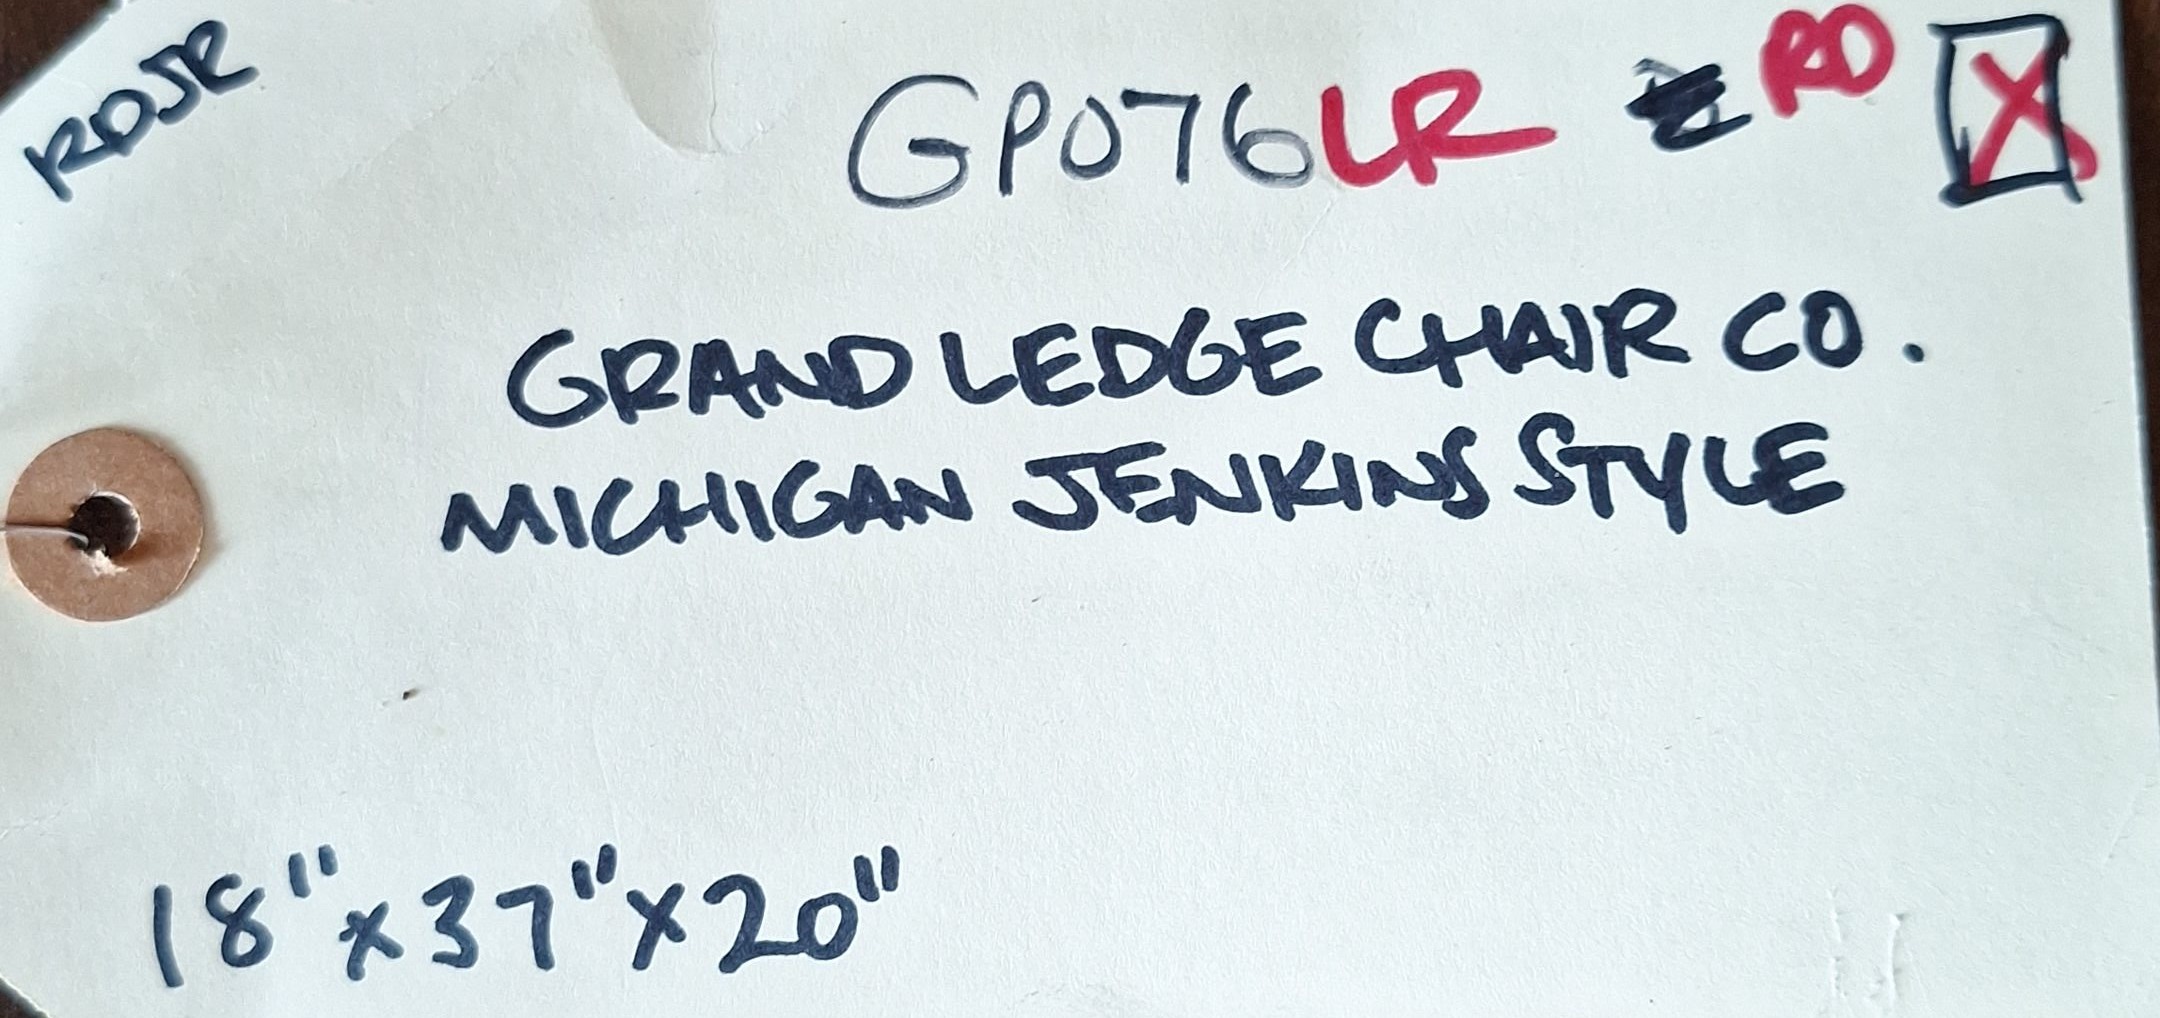 RDJR
GP076LR RD X
GRAND LEDGE CHAIR CO.
MICHIGAN JENKINS STYLE
18"x37"x20"